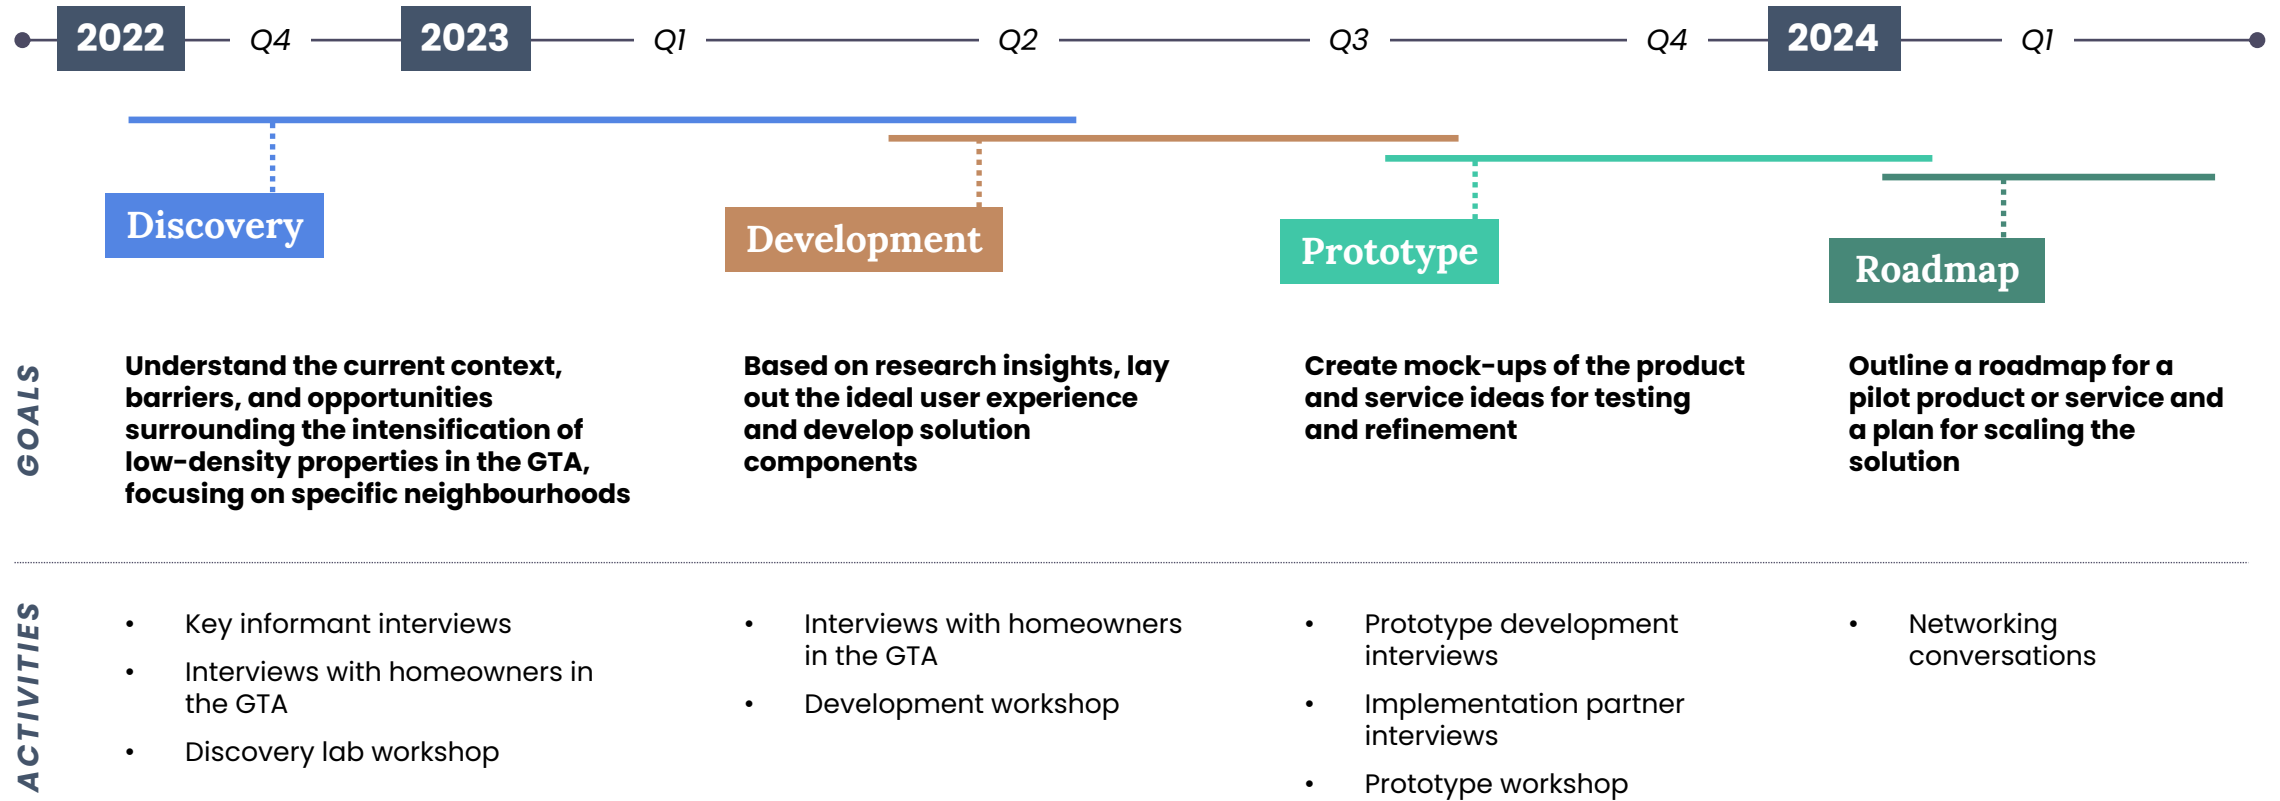 2022 Q4 2023 Q1 Q2 Q3 Q4 2024 Q1
Discovery
Development
Prototype
Roadmap
GOALS
Understand the current context,
barriers, and opportunities
surrounding the intensification of
low-density properties in the GTA,
focusing on specific neighbourhoods
Based on research insights, lay
out the ideal user experience
and develop solution
components
Create mock-ups of the product
and service ideas for testing
and refinement
Outline a roadmap for a
pilot product or service and
a plan for scaling the
solution
ACTIVITIES
• Key informant interviews
• Interviews with homeowners in
the GTA
• Discovery lab workshop
• Interviews with homeowners
in the GTA
• Development workshop
• Prototype development
interviews
• Implementation partner
interviews
• Prototype workshop
• Networking
conversations